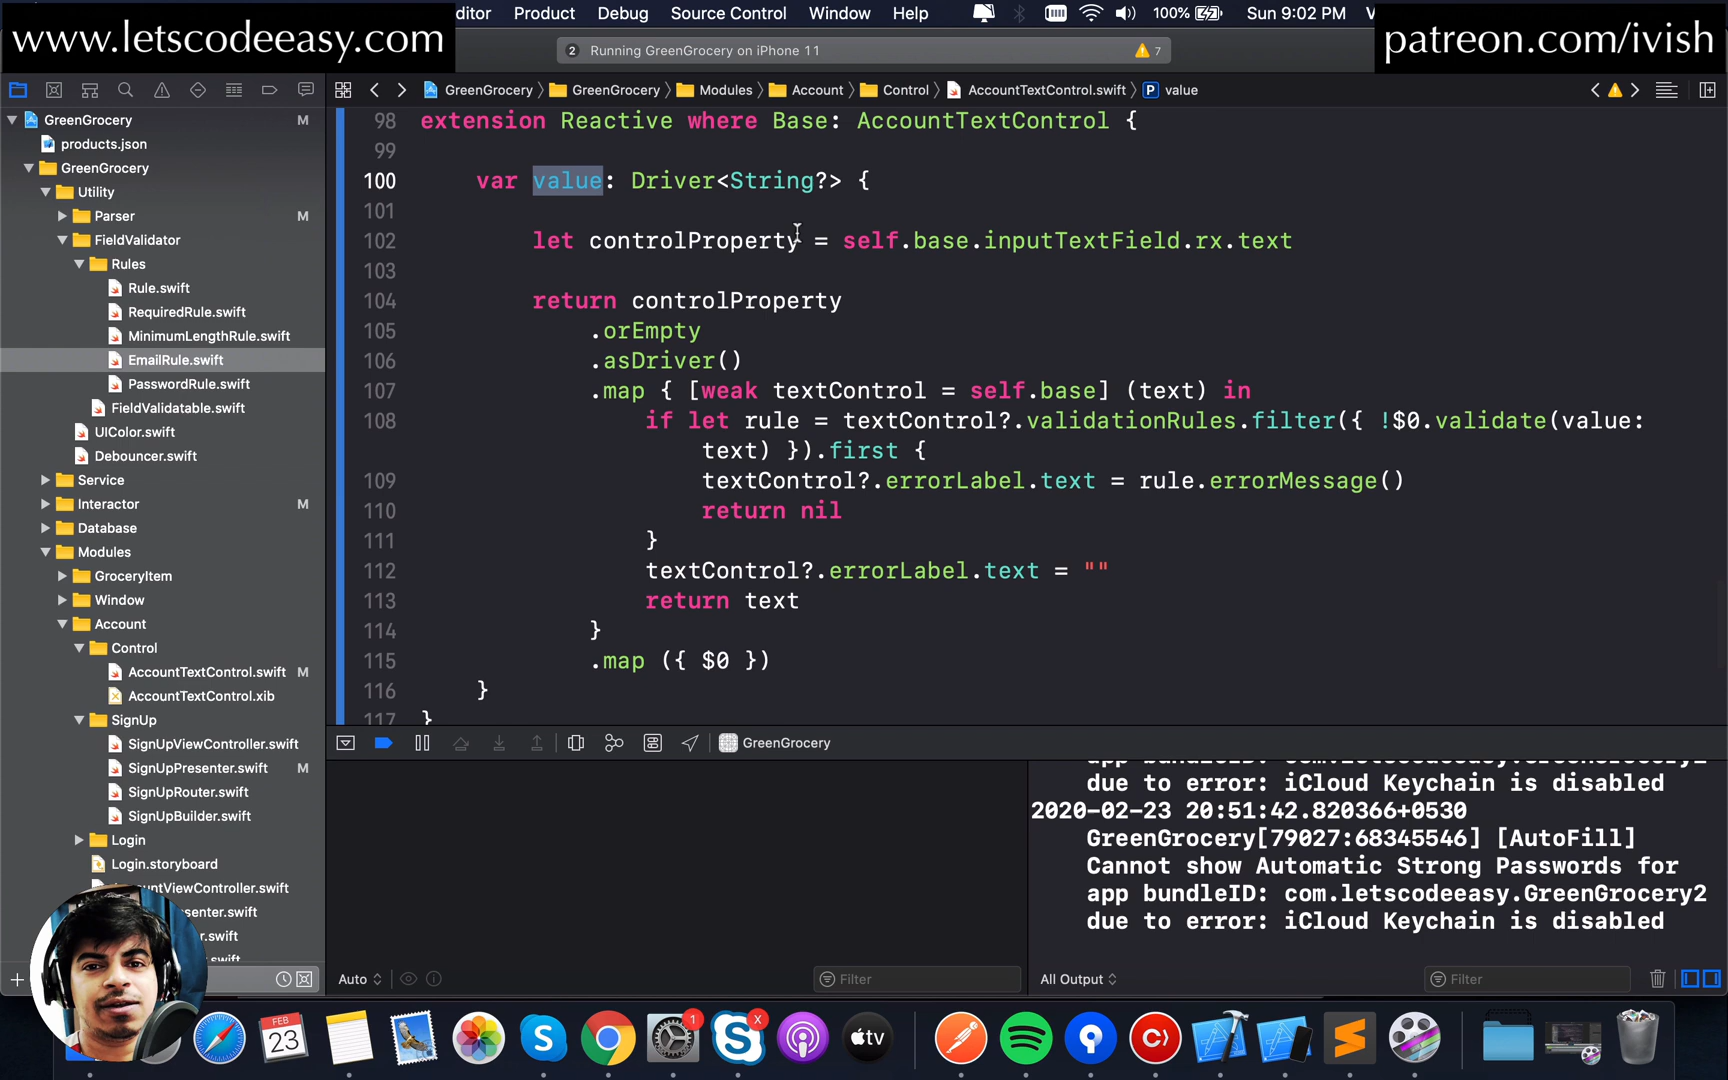 ditor Product Debug Source Control Window Help 100% Sun 9:02 PM
www.letscodeeasy.com
patreon.com/ivish
2 Running GreenGrocery on iPhone 11 7
GreenGrocery GreenGrocery Modules Account Control AccountTextControl.swift P value
GreenGrocery M
products.json
GreenGrocery
Utility
Parser M
FieldValidator
Rules
Rule.swift
RequiredRule.swift
MinimumLengthRule.swift
EmailRule.swift
PasswordRule.swift
FieldValidatable.swift
UIColor.swift
Debouncer.swift
Service
Interactor
Database
Modules
GroceryItem
Window
Account
Control
AccountTextControl.swift M
AccountTextControl.xib
SignUp
SignUpViewController.swift
SignUpPresenter.swift M
SignUpRouter.swift
SignUpBuilder.swift
Login
Login.storyboard
98 extension Reactive where Base: AccountTextControl {
99
100 var value: Driver<String?> {
101
102 let controlProperty = self.base.inputTextField.rx.text
103
104 return controlProperty
105 .orEmpty
106 .asDriver()
107 .map { [weak textControl = self.base] (text) in
108 if let rule = textControl?.validationRules.filter({ !$0.validate(value:
text) }).first {
109 textControl?.errorLabel.text = rule.errorMessage()
110 return nil
111 }
112 textControl?.errorLabel.text = ""
113 return text
114 }
115 .map ({ $0 })
116 }
117 }
GreenGrocery
due to error: iCloud Keychain is disabled
2020-02-23 20:51:42.820366+0530
GreenGrocery[79027:68345546] [AutoFill]
Cannot show Automatic Strong Passwords for
app bundleID: com.letscodeeasy.GreenGrocery2
due to error: iCloud Keychain is disabled
Auto Filter All Output Filter
FEB
23
1
X
tv